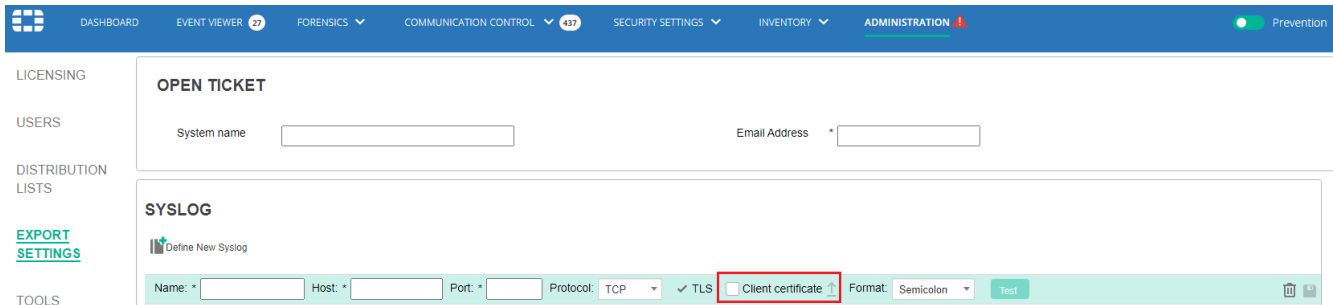 DASHBOARD EVENT VIEWER 27 FORENSICS COMMUNICATION CONTROL 437 SECURITY SETTINGS INVENTORY ADMINISTRATION Prevention
LICENSING
OPEN TICKET
USERS
System name Email Address *
DISTRIBUTION
LISTS
SYSLOG
EXPORT
SETTINGS
Define New Syslog
Name: * Host: * Port: * Protocol: TCP TLS Client certificate Format: Semicolon Test
TOOLS